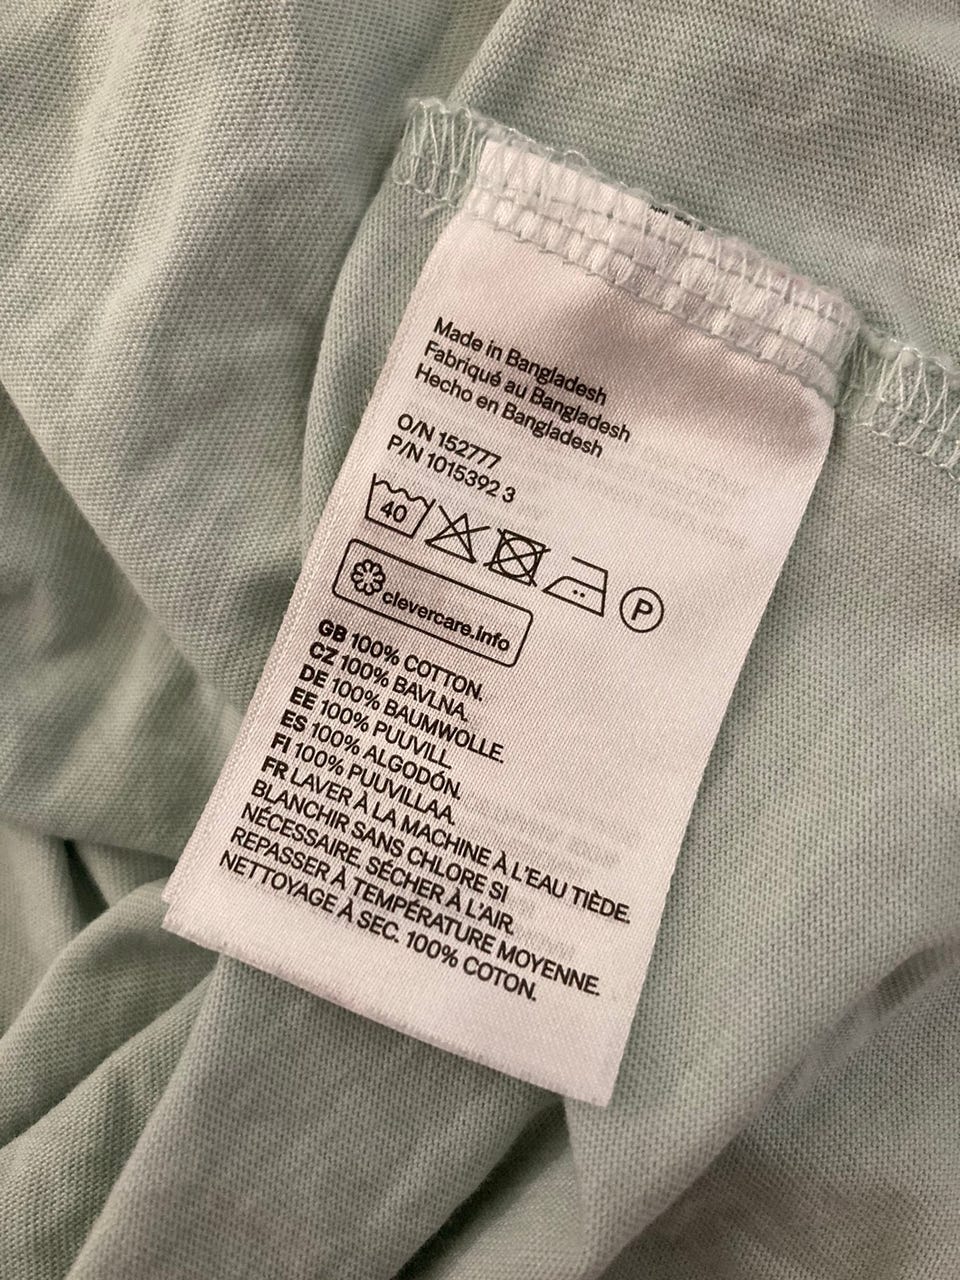 Made in Bangladesh
Fabriqué au Bangladesh
Hecho en Bangladesh
O/N 152777
P/N 1015392 3
40
P
clevercare.info
GB 100% COTTON.
CZ 100% BAVLNA.
DE 100% BAUMWOLLE.
EE 100% PUUVILL.
ES 100% ALGODÓN.
FI 100% PUUVILLAA.
FR LAVER À LA MACHINE À L'EAU TIÈDE.
BLANCHIR SANS CHLORE SI
NÉCESSAIRE. SÉCHER À L'AIR.
REPASSER À TEMPÉRATURE MOYENNE.
NETTOYAGE À SEC. 100% COTON.